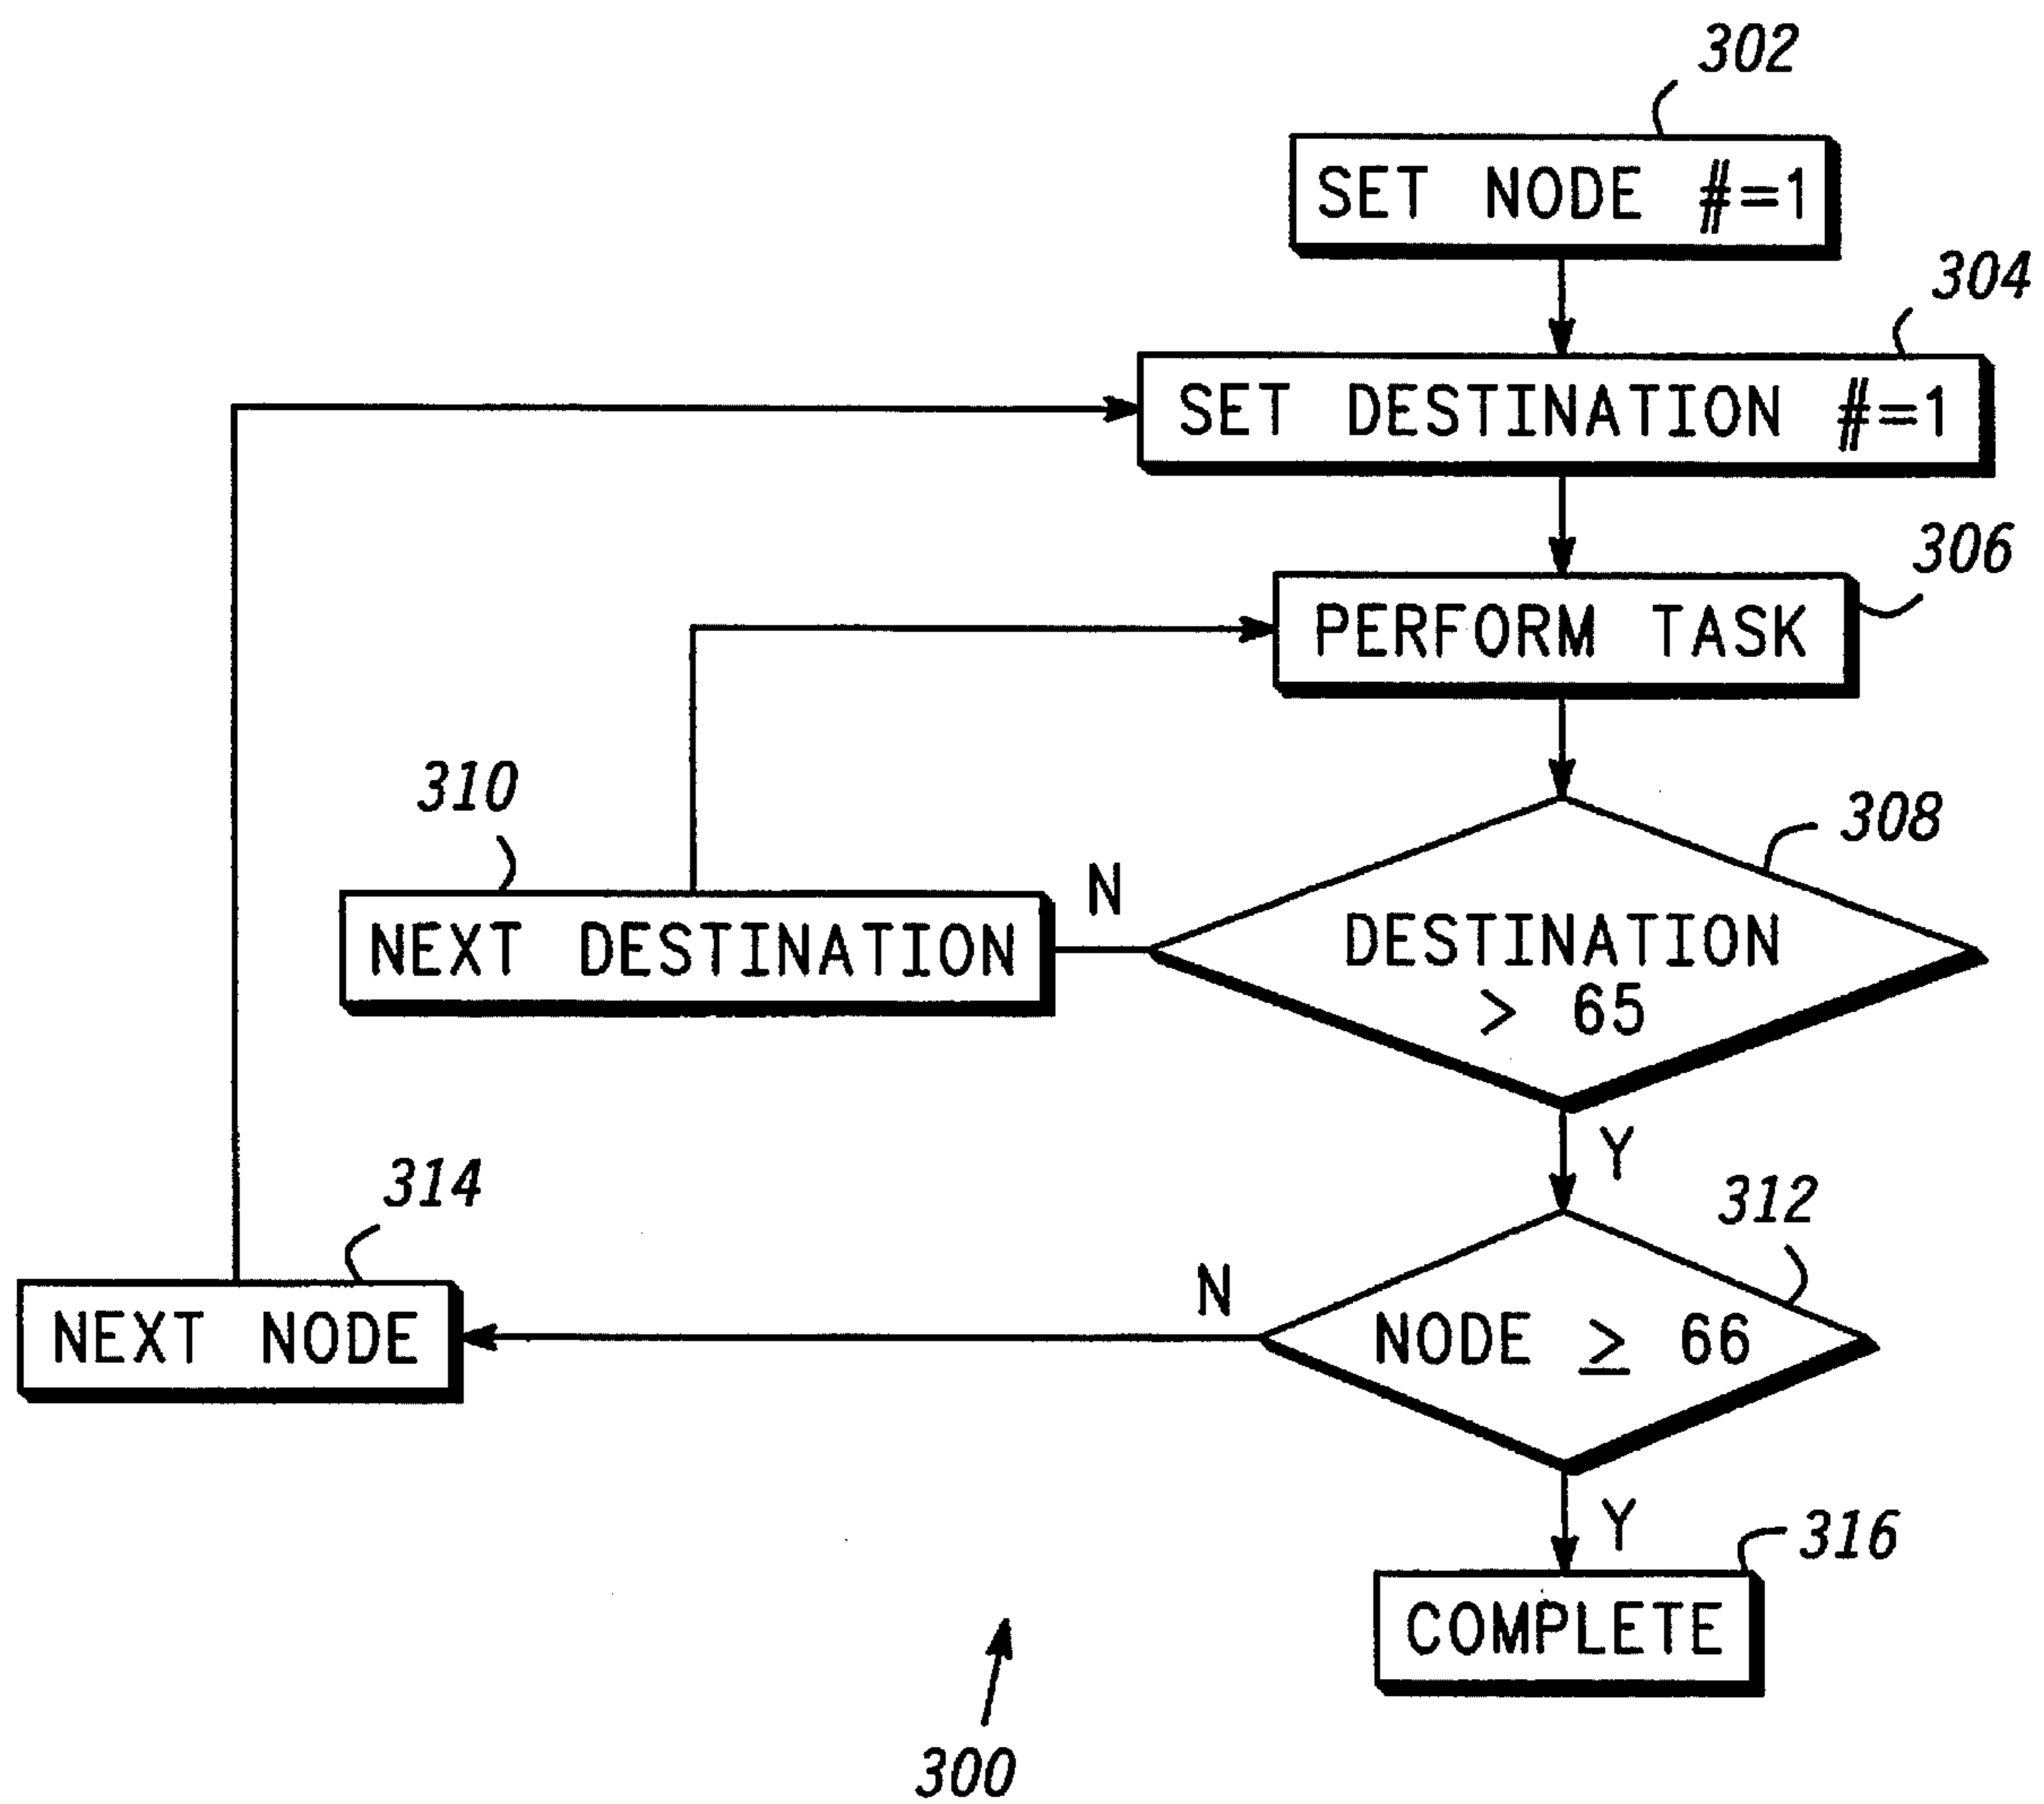 302
SET NODE #=1
304
SET DESTINATION #=1
306
PERFORM TASK
310
308
N
NEXT DESTINATION
DESTINATION
> 65
Y
314
312
N
NEXT NODE
NODE ≥ 66
Y
316
COMPLETE
300